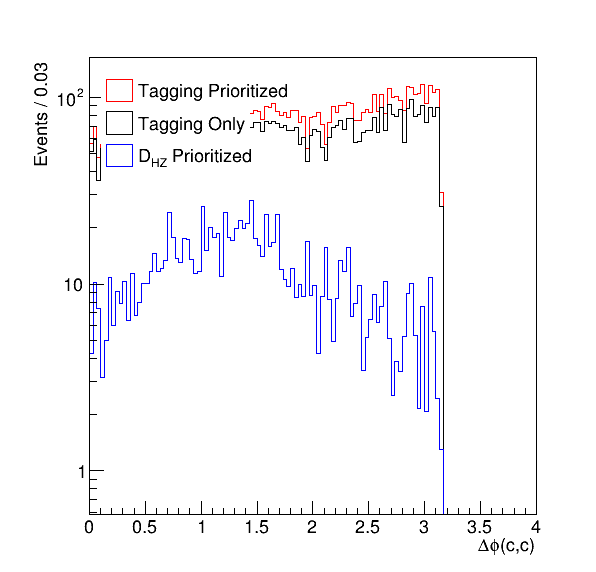 Events / 0.03
10²
10
1
Tagging Prioritized
Tagging Only
D_HZ Prioritized
0 0.5 1 1.5 2 2.5 3 3.5 4
Δϕ(c,c)